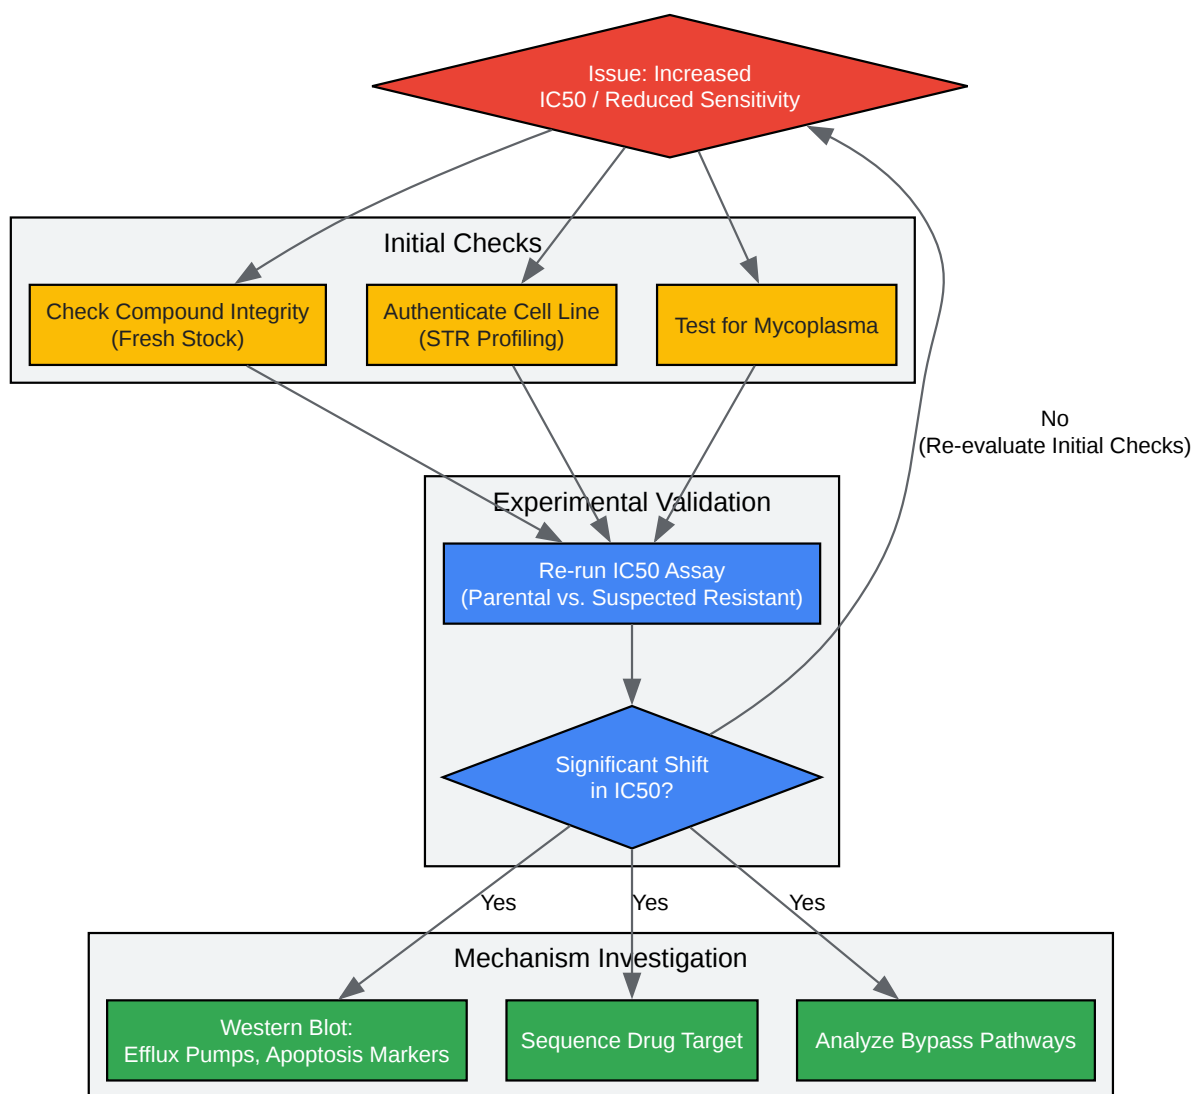 Issue: Increased
IC50 / Reduced Sensitivity
Initial Checks
Check Compound Integrity
(Fresh Stock)
Authenticate Cell Line
(STR Profiling)
Test for Mycoplasma
No
(Re-evaluate Initial Checks)
Experimental Validation
Re-run IC50 Assay
(Parental vs. Suspected Resistant)
Significant Shift
in IC50?
Yes
Yes
Yes
Mechanism Investigation
Western Blot:
Efflux Pumps, Apoptosis Markers
Sequence Drug Target
Analyze Bypass Pathways